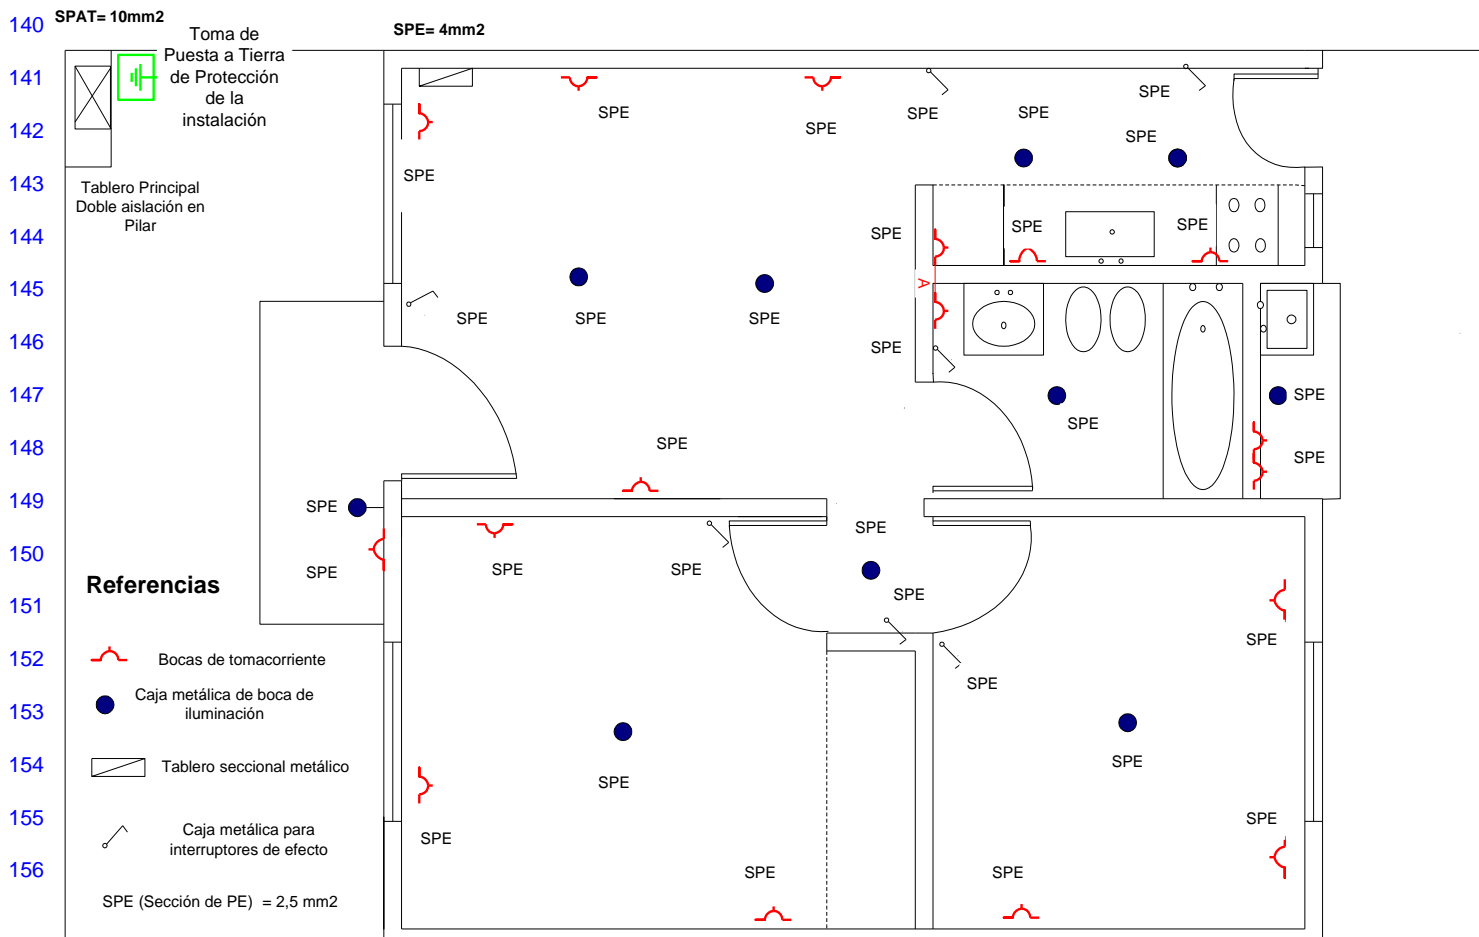 140
SPAT= 10mm2
SPE= 4mm2
Toma de
Puesta a Tierra
de Protección
de la
instalación
141
SPE
SPE
SPE
SPE
SPE
SPE
142
SPE
143
SPE
Tablero Principal
Doble aislación en
Pilar
144
SPE
SPE
SPE
145
A
SPE
SPE
SPE
146
SPE
147
SPE
SPE
148
SPE
SPE
149
SPE
SPE
150
SPE
SPE
SPE
Referencias
SPE
151
SPE
152
Bocas de tomacorriente
SPE
153
Caja metálica de boca de
iluminación
154
Tablero seccional metálico
SPE
SPE
155
Caja metálica para
interruptores de efecto
SPE
SPE
156
SPE
SPE
SPE (Sección de PE) = 2,5 mm2